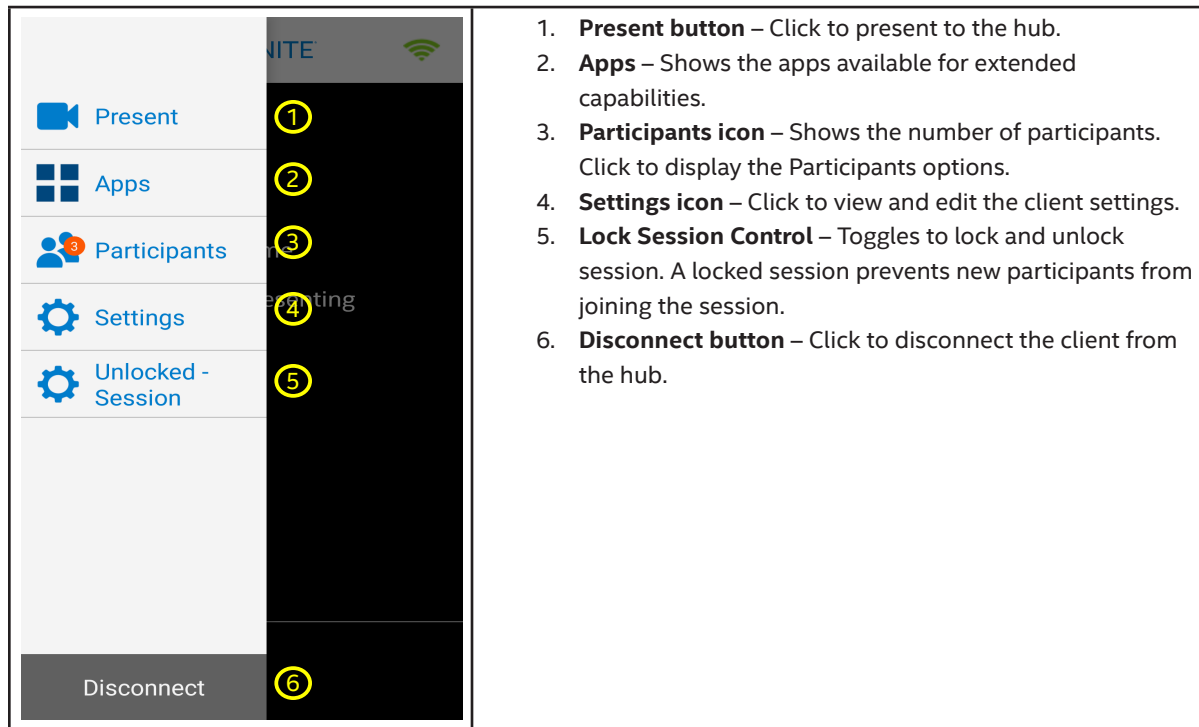 NITE
Present
1
Apps
2
Participants
3
3
me
Settings
esenting
4
Unlocked -
Session
5
Disconnect
6
1. Present button – Click to present to the hub.
2. Apps – Shows the apps available for extended
capabilities.
3. Participants icon – Shows the number of participants.
Click to display the Participants options.
4. Settings icon – Click to view and edit the client settings.
5. Lock Session Control – Toggles to lock and unlock
session. A locked session prevents new participants from
joining the session.
6. Disconnect button – Click to disconnect the client from
the hub.